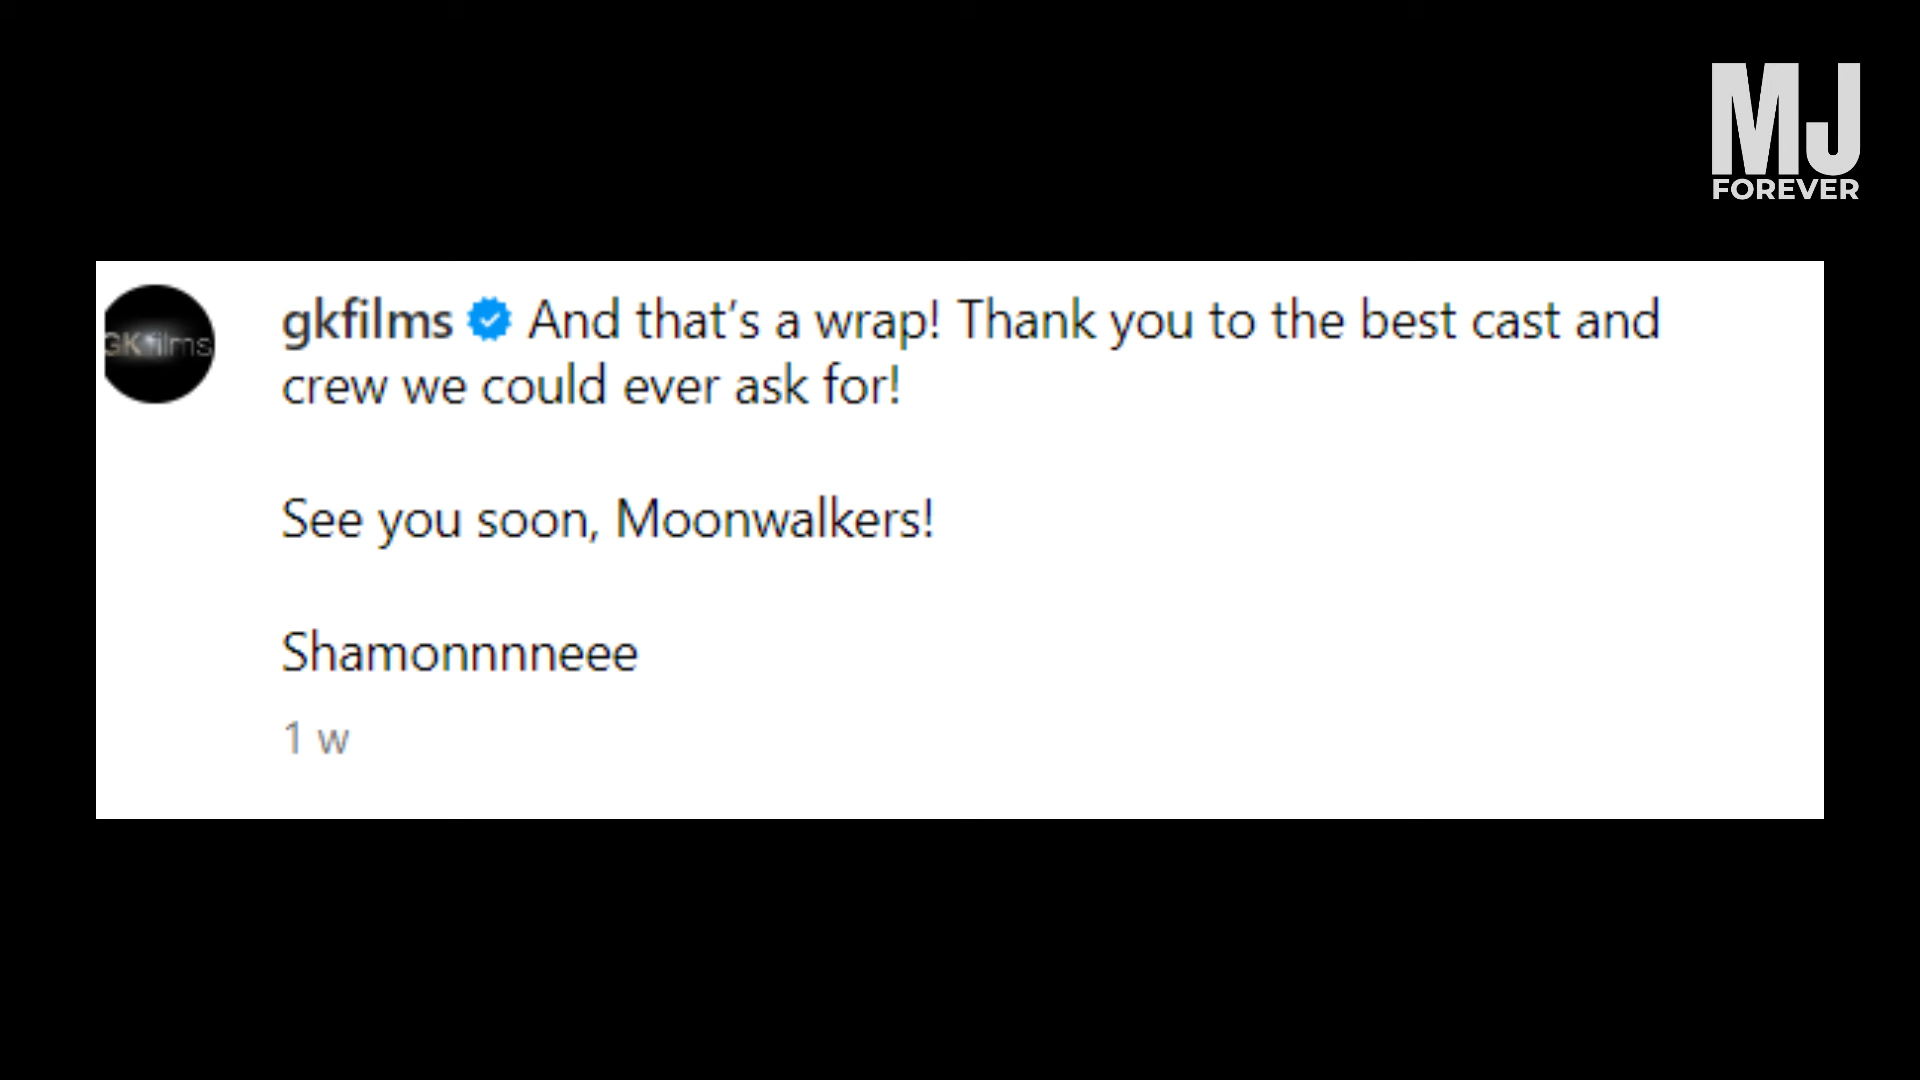 MJ
FOREVER
GKfilms
gkfilms And that's a wrap! Thank you to the best cast and
crew we could ever ask for!
See you soon, Moonwalkers!
Shamonnnneee
1 w